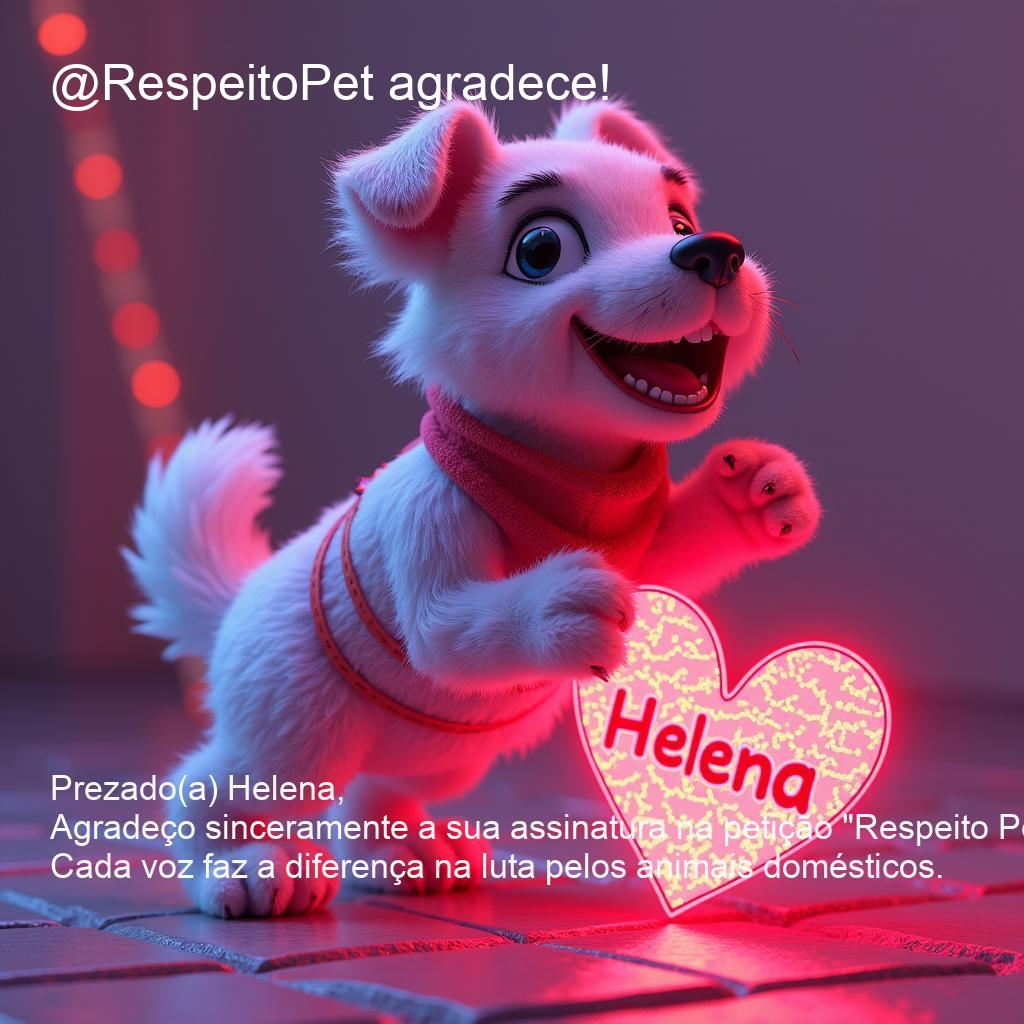 @RespeitoPet agradece!
Helena
Prezado(a) Helena,
Agradeço sinceramente a sua assinatura na petição "Respeito
Cada voz faz a diferença na luta pelos animais domésticos.